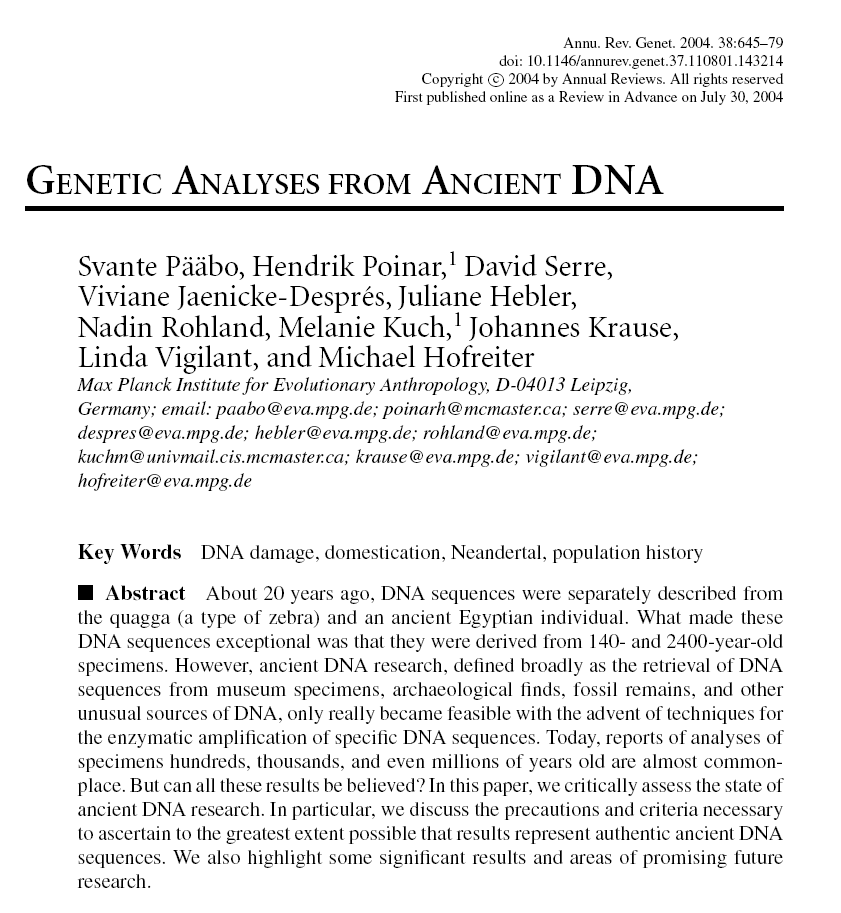 Annu. Rev. Genet. 2004. 38:645–79
doi: 10.1146/annurev.genet.37.110801.143214
Copyright © 2004 by Annual Reviews. All rights reserved
First published online as a Review in Advance on July 30, 2004
GENETIC ANALYSES FROM ANCIENT DNA
Svante Pääbo, Hendrik Poinar,¹ David Serre,
Viviane Jaenicke-Després, Juliane Hebler,
Nadin Rohland, Melanie Kuch,¹ Johannes Krause,
Linda Vigilant, and Michael Hofreiter
Max Planck Institute for Evolutionary Anthropology, D-04013 Leipzig,
Germany; email: paabo@eva.mpg.de; poinarh@mcmaster.ca; serre@eva.mpg.de;
despres@eva.mpg.de; hebler@eva.mpg.de; rohland@eva.mpg.de;
kuchm@univmail.cis.mcmaster.ca; krause@eva.mpg.de; vigilant@eva.mpg.de;
hofreiter@eva.mpg.de
Key Words DNA damage, domestication, Neandertal, population history
■ Abstract About 20 years ago, DNA sequences were separately described from
the quagga (a type of zebra) and an ancient Egyptian individual. What made these
DNA sequences exceptional was that they were derived from 140- and 2400-year-old
specimens. However, ancient DNA research, defined broadly as the retrieval of DNA
sequences from museum specimens, archaeological finds, fossil remains, and other
unusual sources of DNA, only really became feasible with the advent of techniques for
the enzymatic amplification of specific DNA sequences. Today, reports of analyses of
specimens hundreds, thousands, and even millions of years old are almost common-
place. But can all these results be believed? In this paper, we critically assess the state of
ancient DNA research. In particular, we discuss the precautions and criteria necessary
to ascertain to the greatest extent possible that results represent authentic ancient DNA
sequences. We also highlight some significant results and areas of promising future
research.